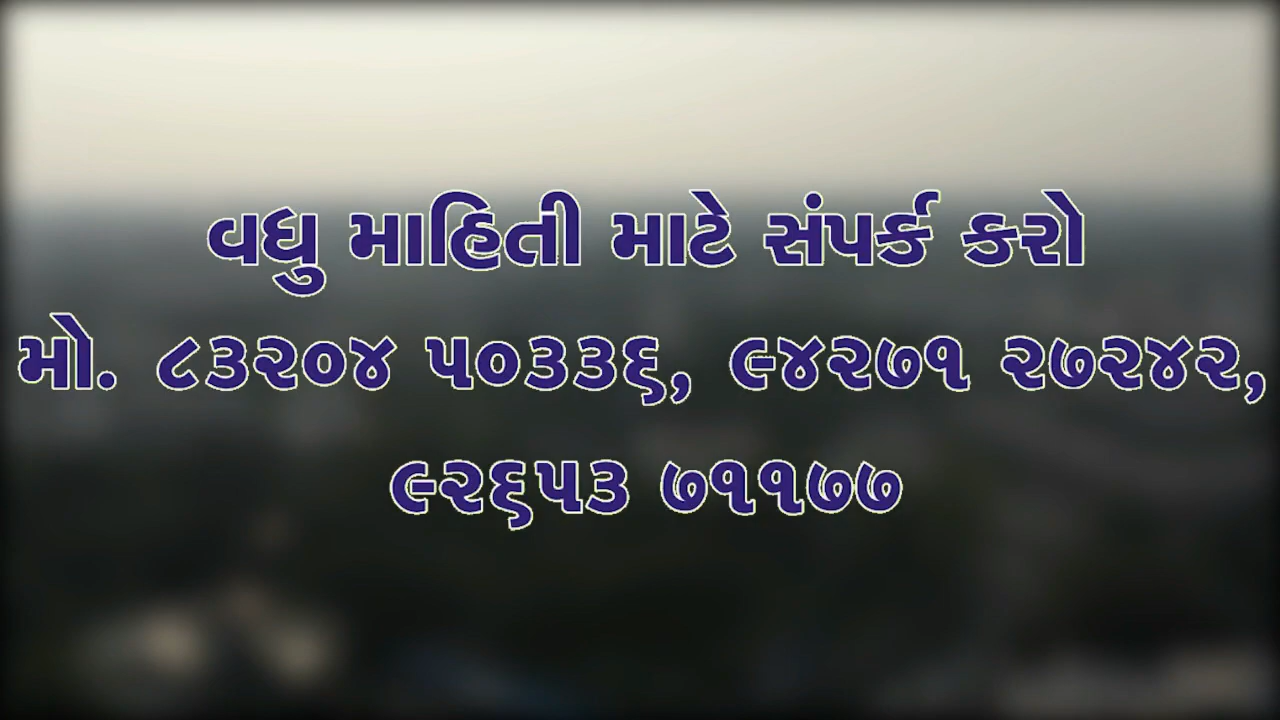 વધુ માહિતી માટે સંપર્ક કરો
મો. ૮૩૨૦૪ ૫૦૩૩૬, ૯૪૨૭૧ ૨૭૨૪૨,
૯૨૬૫૩ ૭૧૧૭૭